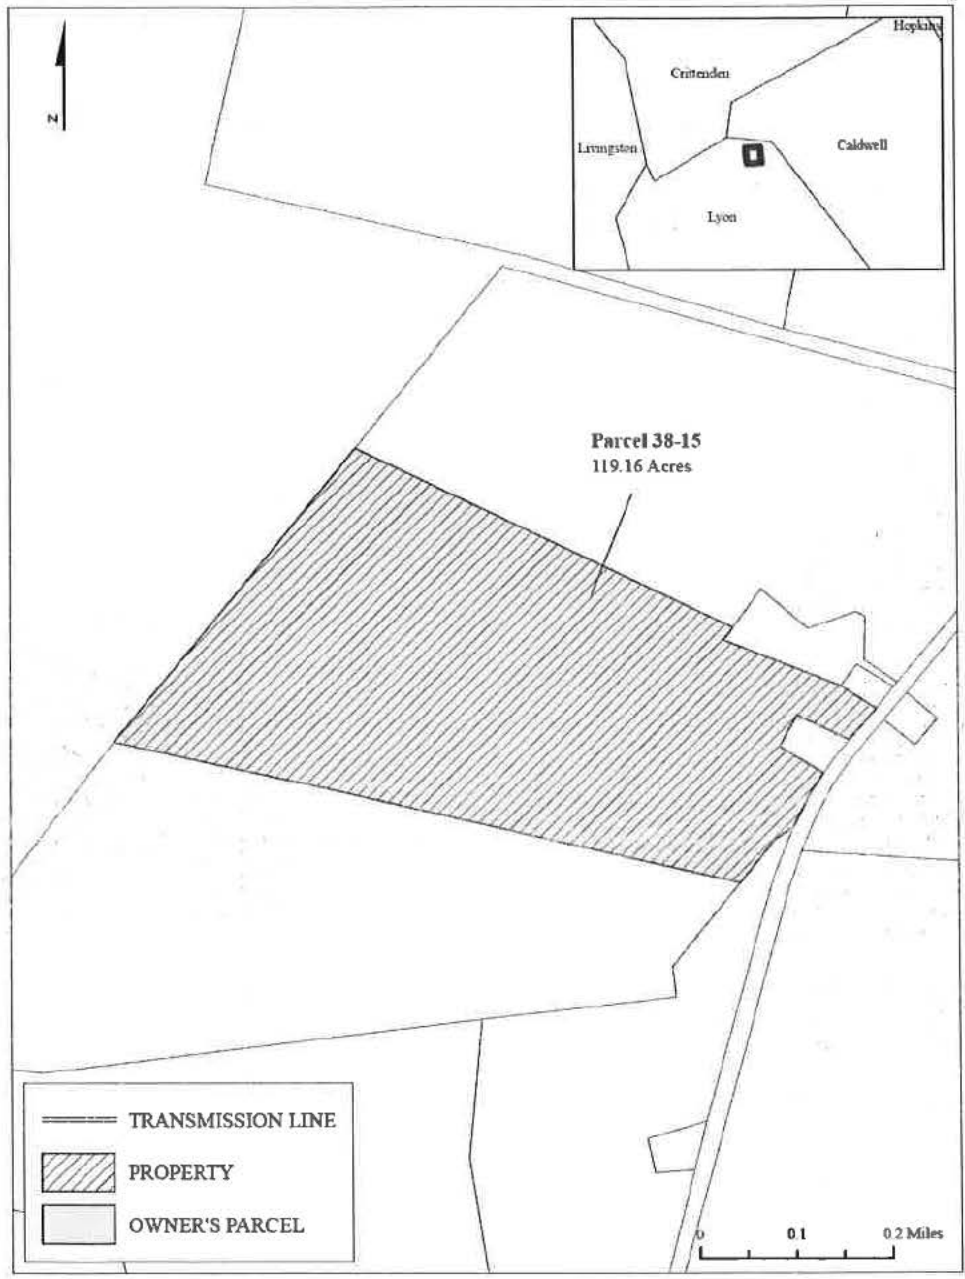 N
Hopkins
Crittenden
Livingston
Caldwell
Lyon
Parcel 38-15
119.16 Acres
TRANSMISSION LINE
PROPERTY
OWNER'S PARCEL
0 0.1 0.2 Miles